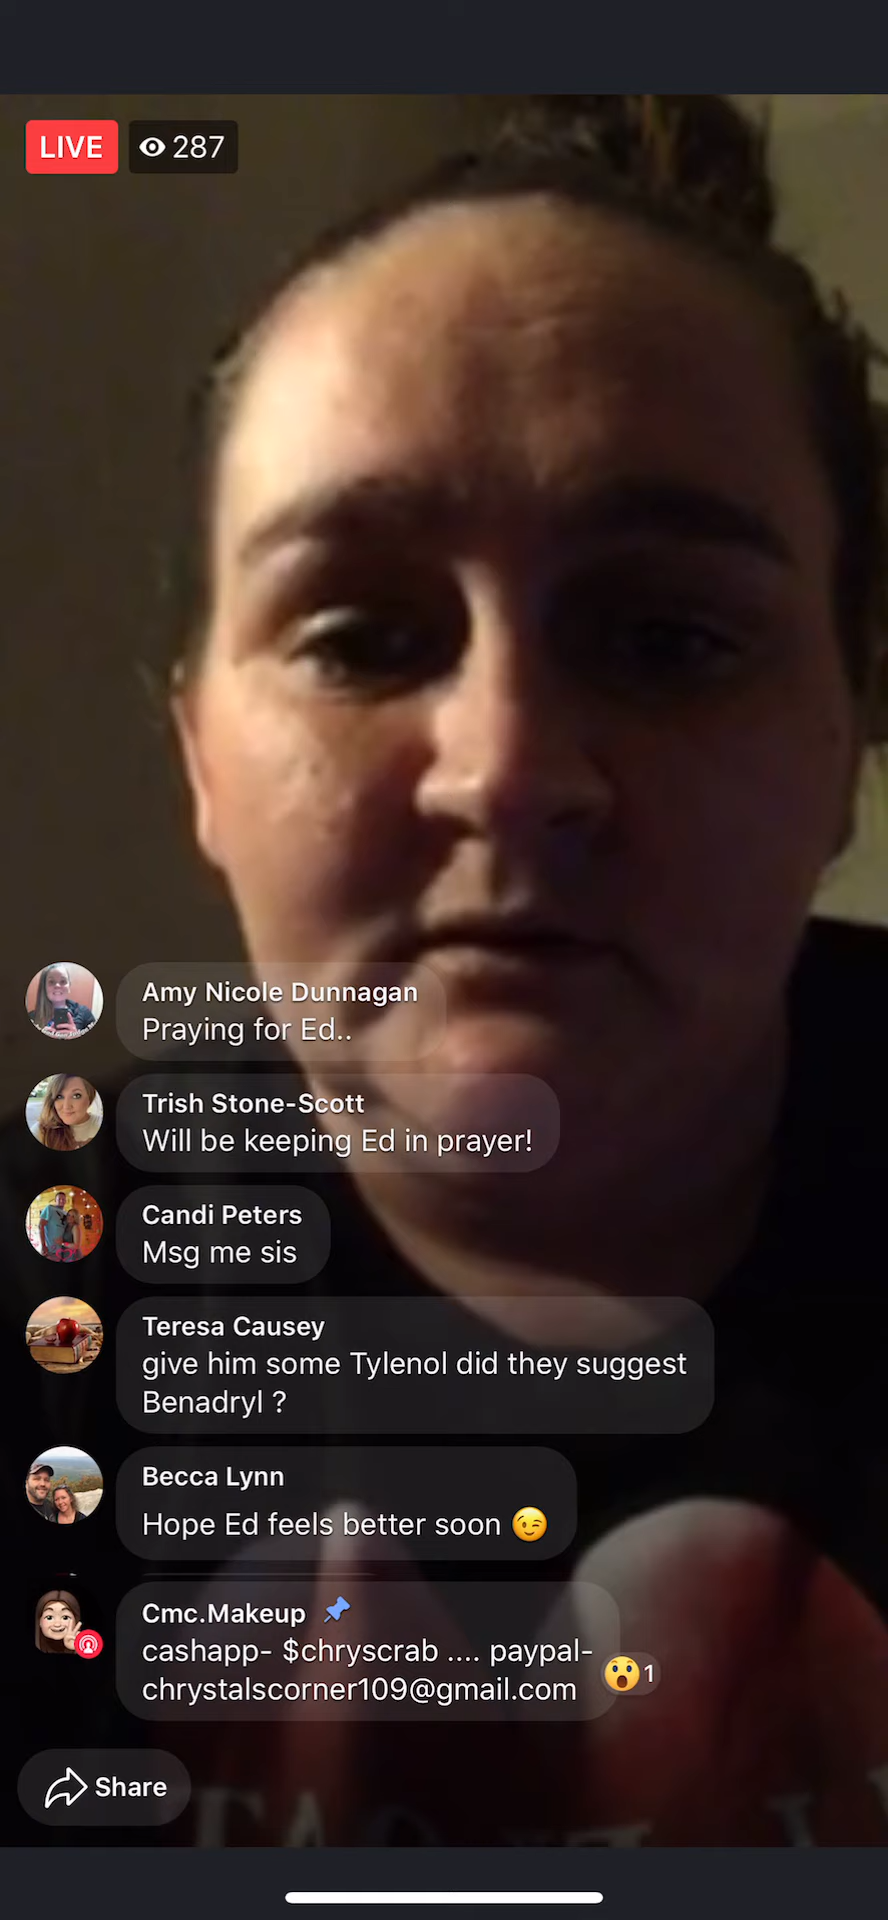 LIVE 287
Amy Nicole Dunnagan
Praying for Ed..
Trish Stone-Scott
Will be keeping Ed in prayer!
Candi Peters
Msg me sis
Teresa Causey
give him some Tylenol did they suggest
Benadryl ?
Becca Lynn
Hope Ed feels better soon 😉
Cmc.Makeup 📌
cashapp- $chryscrab .... paypal-
chrystalscorner109@gmail.com
😮 1
Share